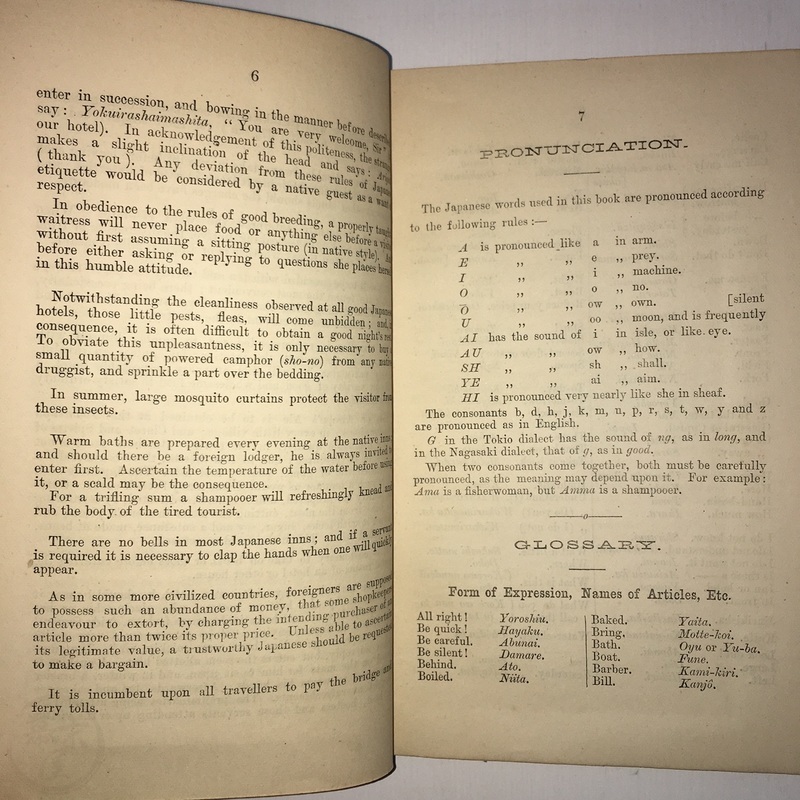 6
enter in succession, and bowing in the manner before
say : Yokuirashaimashita, “ You are very welcome, Sir ”
our hotel). In acknowledgement of this politeness, the
makes a slight inclination of the head and says :
( thank you ). Any deviation from these rules of
etiquette would be considered by a native guest as a want
respect.
In obedience to the rules of good breeding, a properly
waitress will never place food or anything else before a
without first assuming a sitting posture (in native style).
before either asking or replying to questions she places
in this humble attitude.
Notwithstanding the cleanliness observed at all good
hotels, those little pests, fleas, will come unbidden ; and,
consequence, it is often difficult to obtain a good night's
To obviate this unpleasantness, it is only necessary to buy
small quantity of powered camphor (sho-no) from any native
druggist, and sprinkle a part over the bedding.
In summer, large mosquito curtains protect the visitor from
these insects.
Warm baths are prepared every evening at the native inns,
and should there be a foreign lodger, he is always invited to
enter first. Ascertain the temperature of the water before using
it, or a scald may be the consequence.
For a trifling sum a shampooer will refreshingly knead and
rub the body of the tired tourist.
There are no bells in most Japanese inns ; and if a servant
is required it is necessary to clap the hands when one will quickly
appear.
As in some more civilized countries, foreigners are supposed
to possess such an abundance of money, that some shopkeepers
endeavour to extort, by charging the intending purchaser of an
article more than twice its proper price. Unless able to ascertain
its legitimate value, a trustworthy Japanese should be requested
to make a bargain.
It is incumbent upon all travellers to pay the bridge and
ferry tolls.
7
PRONUNCIATION.
The Japanese words used in this book are pronounced according
to the following rules :—
A is pronounced like a in arm.
E ,, ,, e ,, prey.
I ,, ,, i ,, machine.
O ,, ,, o ,, no.
Ō ,, ,, ow ,, own. [silent
U ,, ,, oo ,, moon, and is frequently
AI has the sound of i in isle, or like eye.
AU ,, ,, ow ,, how.
SH ,, ,, sh ,, shall.
YE ,, ,, ai ,, aim.
HI is pronounced very nearly like she in sheaf.
The consonants b, d, h, j, k, m, n, p, r, s, t, w, y and z
are pronounced as in English.
G in the Tokio dialect has the sound of ng, as in long, and
in the Nagasaki dialect, that of g, as in good.
When two consonants come together, both must be carefully
pronounced, as the meaning may depend upon it. For example :
Ama is a fisherwoman, but Amma is a shampooer.
GLOSSARY.
Form of Expression, Names of Articles, Etc.
All right! Yoroshiu.
Be quick! Hayaku.
Be careful. Abunai.
Be silent! Damare.
Behind. Ato.
Boiled. Niita.
Baked. Yaita.
Bring, Motte-koi.
Bath. Oyu or Yu-ba.
Boat. Fune.
Barber. Kami-kiri.
Bill. Kanjô.